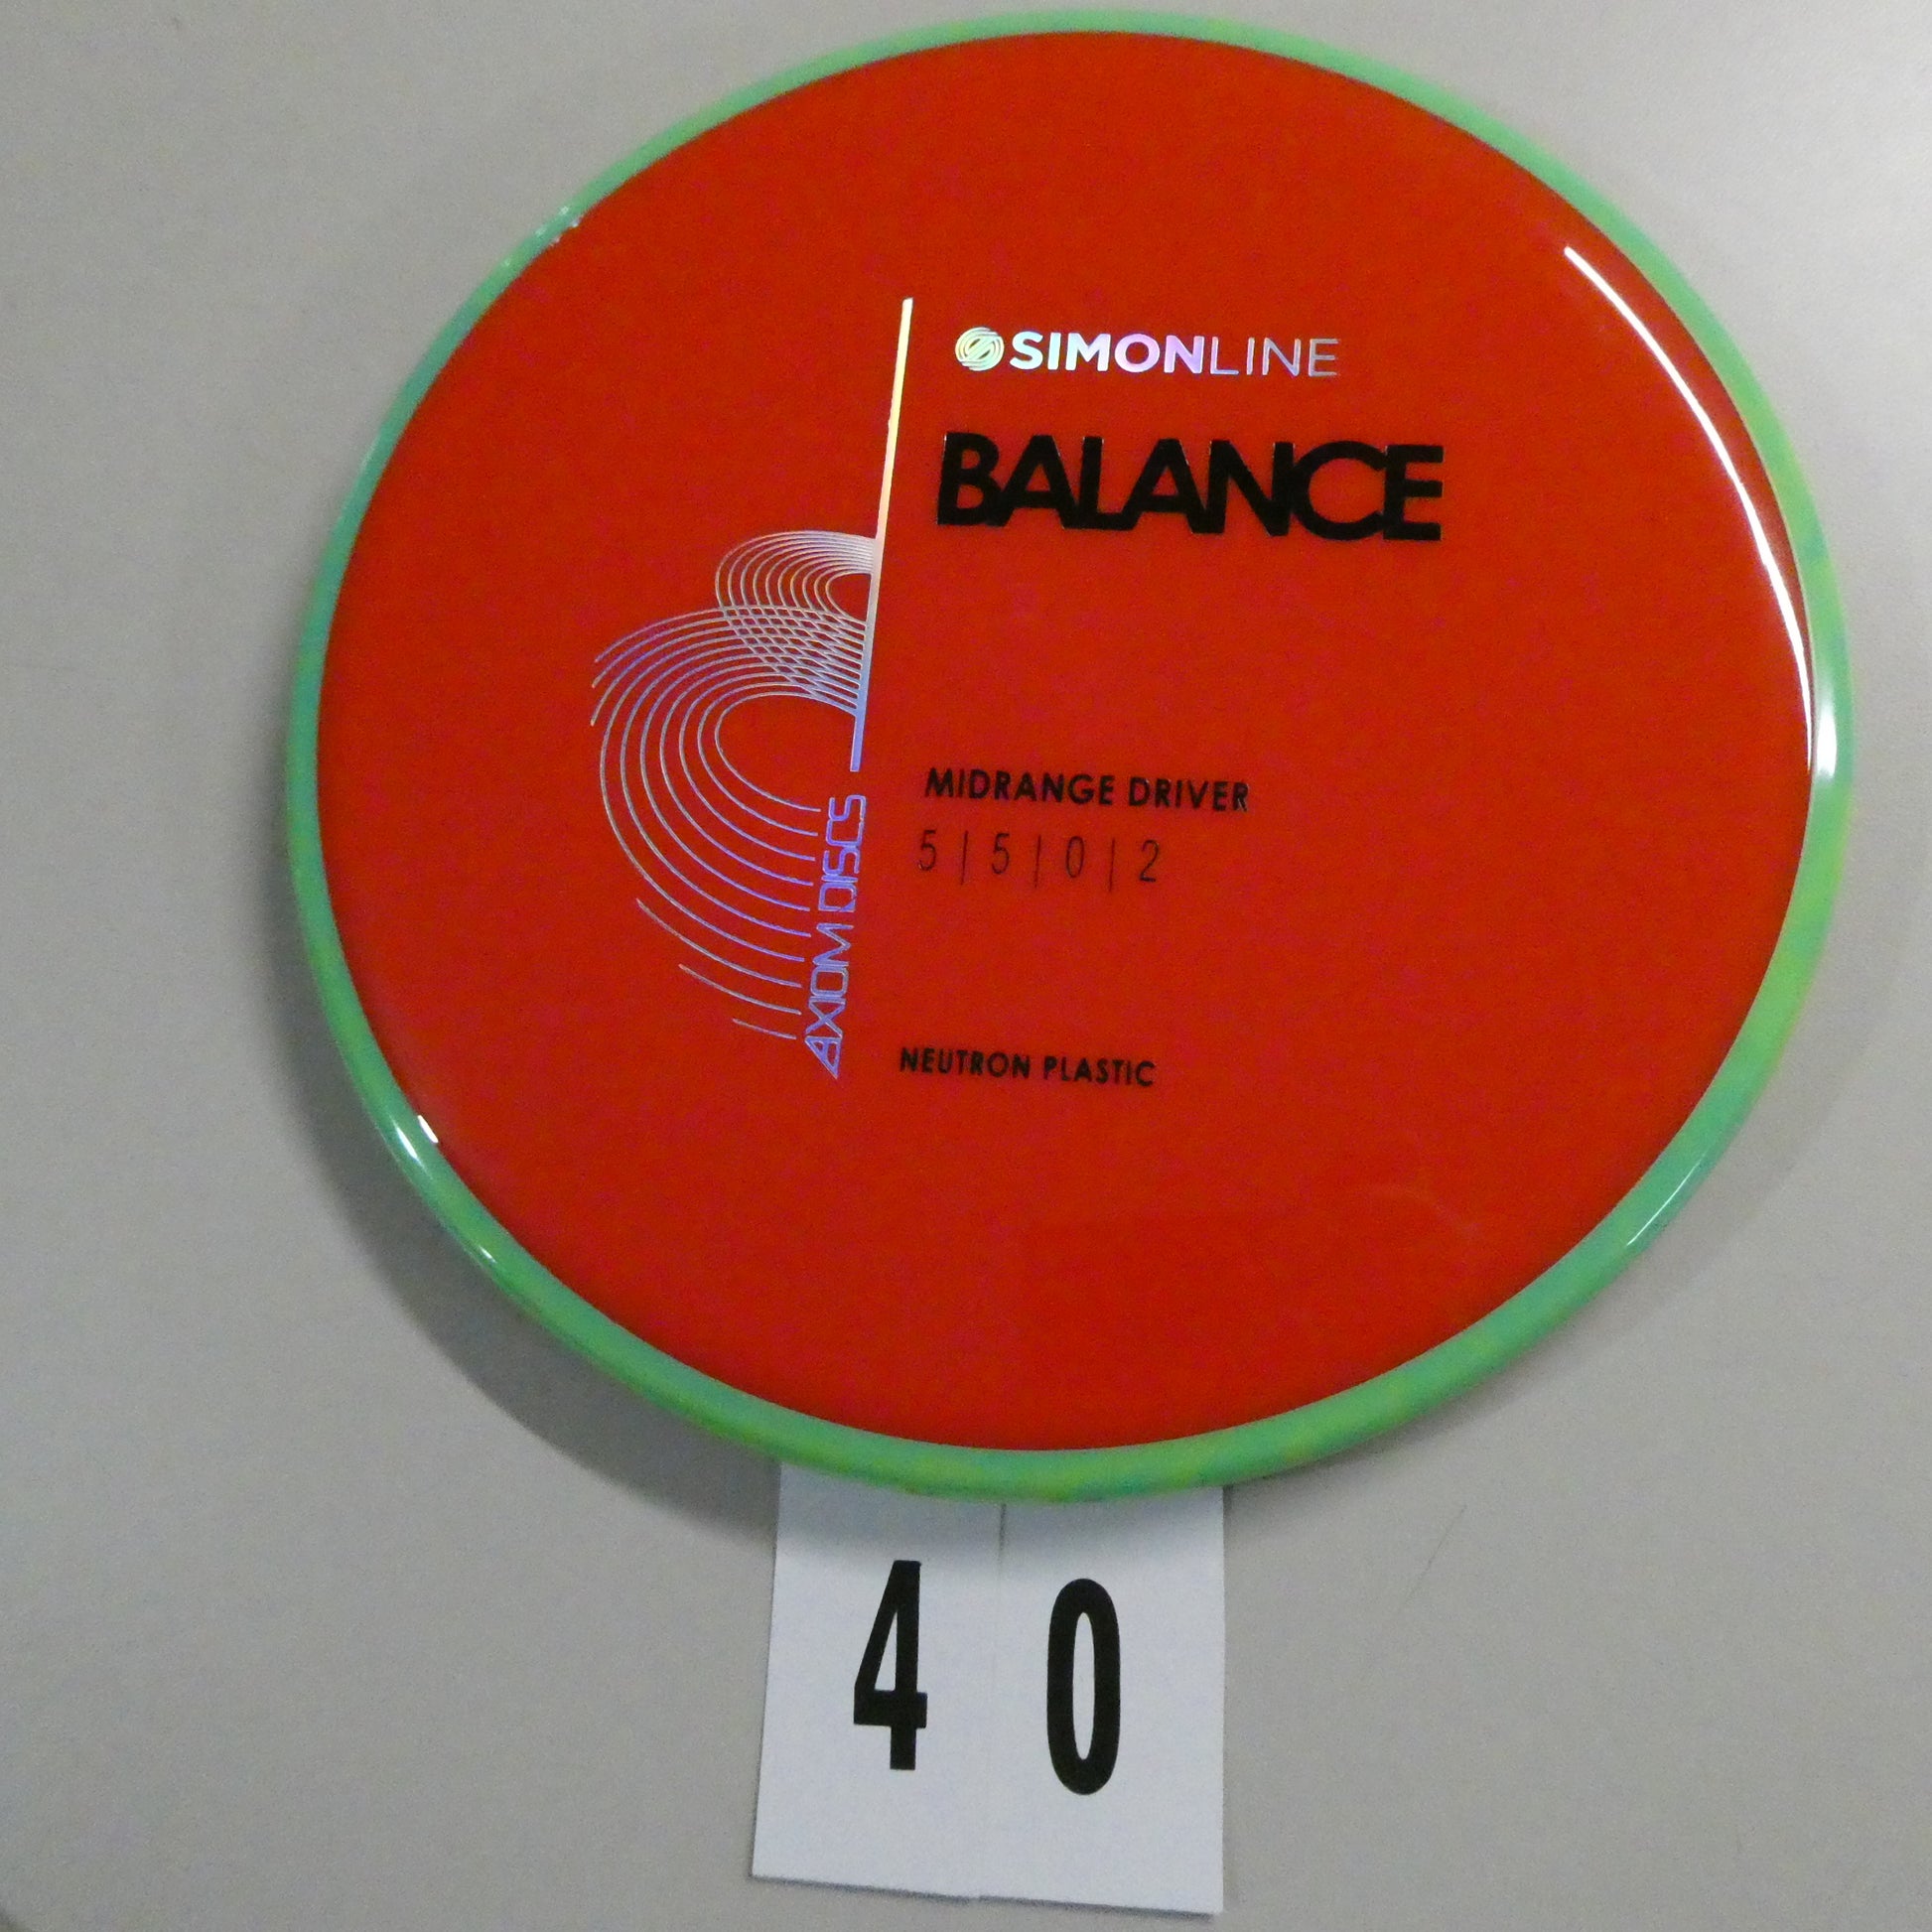 SIMONLINE
BALANCE
MIDRANGE DRIVER
5 | 5 | 0 | 2
AXIOM DISCS
NEUTRON PLASTIC
4 0